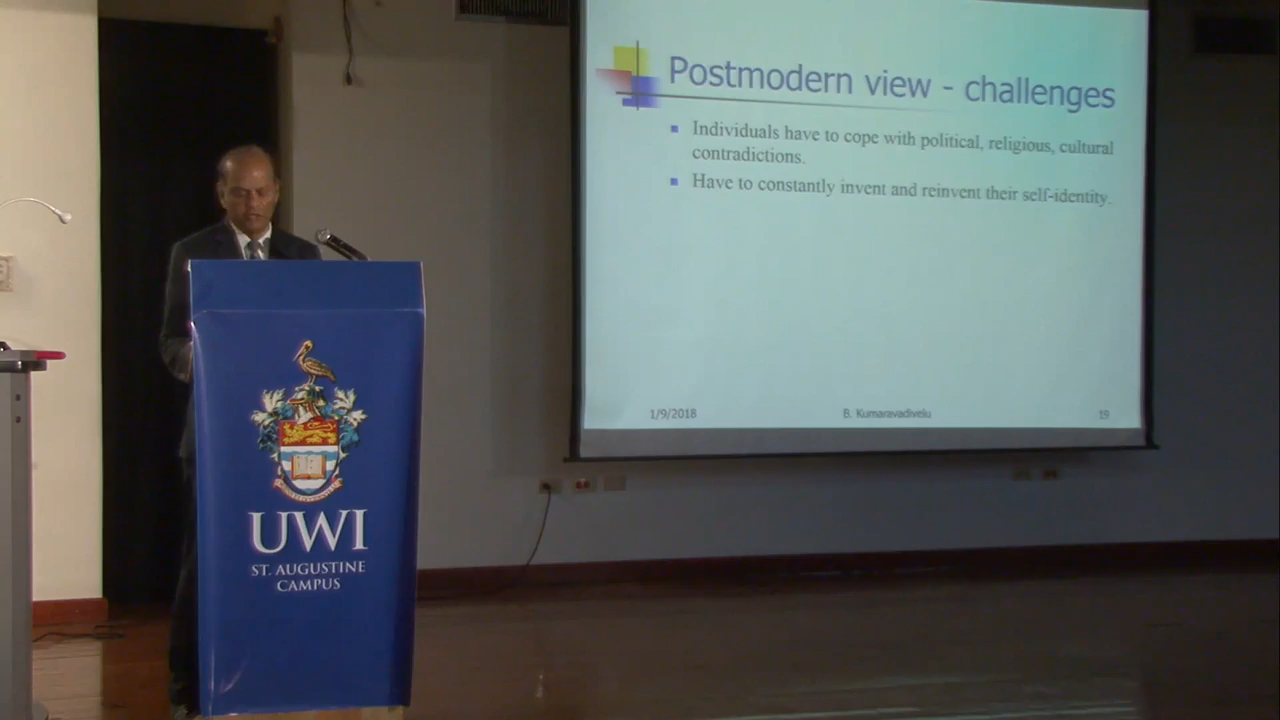 Postmodern view - challenges
Individuals have to cope with political, religious, cultural
contradictions.
Have to constantly invent and reinvent their self-identity.
1/9/2018
B. Kumaravadivelu
19
UWI
ST. AUGUSTINE
CAMPUS